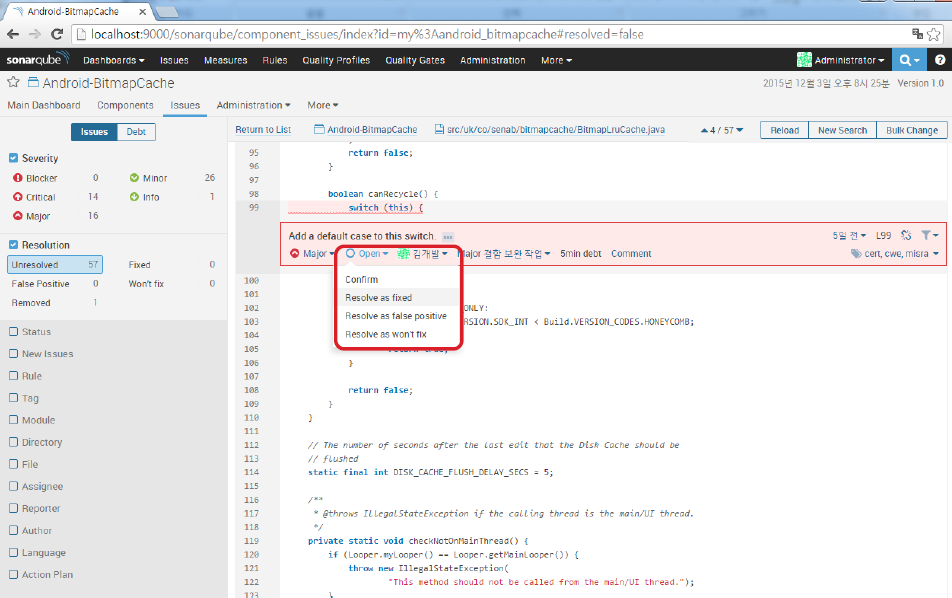 Android-BitmapCache
localhost:9000/sonarqube/component_issues/index?id=my%3Aandroid_bitmapcache#resolved=false
sonarqube Dashboards Issues Measures Rules Quality Profiles Quality Gates Administration More Administrator
Android-BitmapCache 2015년 12월 3일 오후 8시 25분 Version 1.0
Main Dashboard Components Issues Administration More
Issues Debt
Return to List Android-BitmapCache src/uk/co/senab/bitmapcache/BitmapLruCache.java 4 / 57 Reload New Search Bulk Change
Severity
Blocker 0 Minor 26
Critical 14 Info 1
Major 16
Resolution
Unresolved 57 Fixed 0
False Positive 0 Won't fix 0
Removed 1
Status
New Issues
Rule
Tag
Module
Directory
File
Assignee
Reporter
Author
Language
Action Plan
95 return false;
96 }
97
98 boolean canRecycle() {
99 switch (this) {
Add a default case to this switch. 5일 전 L99
Major Open 김개발 Major 결함 보완 작업 5min debt Comment cert, cwe, misra
Confirm
Resolve as fixed
Resolve as false positive
Resolve as won't fix
100
101
102 ONLY:
103 RSION.SDK_INT < Build.VERSION_CODES.HONEYCOMB;
104
105 return true;
106 }
107
108 return false;
109 }
110 }
111
112 // The number of seconds after the last edit that the Disk Cache should be
113 // flushed
114 static final int DISK_CACHE_FLUSH_DELAY_SECS = 5;
115
116 /**
117 * @throws IllegalStateException if the calling thread is the main/UI thread.
118 */
119 private static void checkNotOnMainThread() {
120 if (Looper.myLooper() == Looper.getMainLooper()) {
121 throw new IllegalStateException(
122 "This method should not be called from the main/UI thread.");
123 }